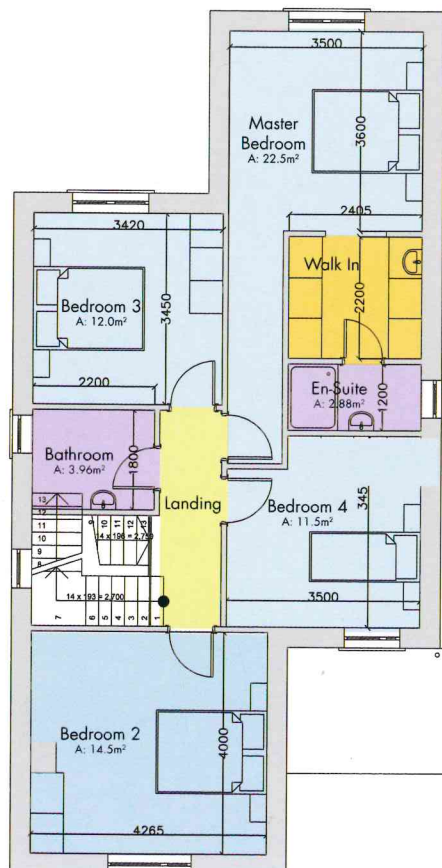 3500
Master
Bedroom
A: 22.5m²
3600
2405
3420
Walk In
Bedroom 3
A: 12.0m²
3450
2200
2200
En-Suite
A: 2.88m²
1200
Bathroom
A: 3.96m²
1800
Landing
Bedroom 4
A: 11.5m²
345
3500
13
12
11
10
9
8
9
10
11
12
13
14 x 196 = 2,750
14 x 193 = 2,700
7
6
5
4
3
2
1
Bedroom 2
A: 14.5m²
4000
4265